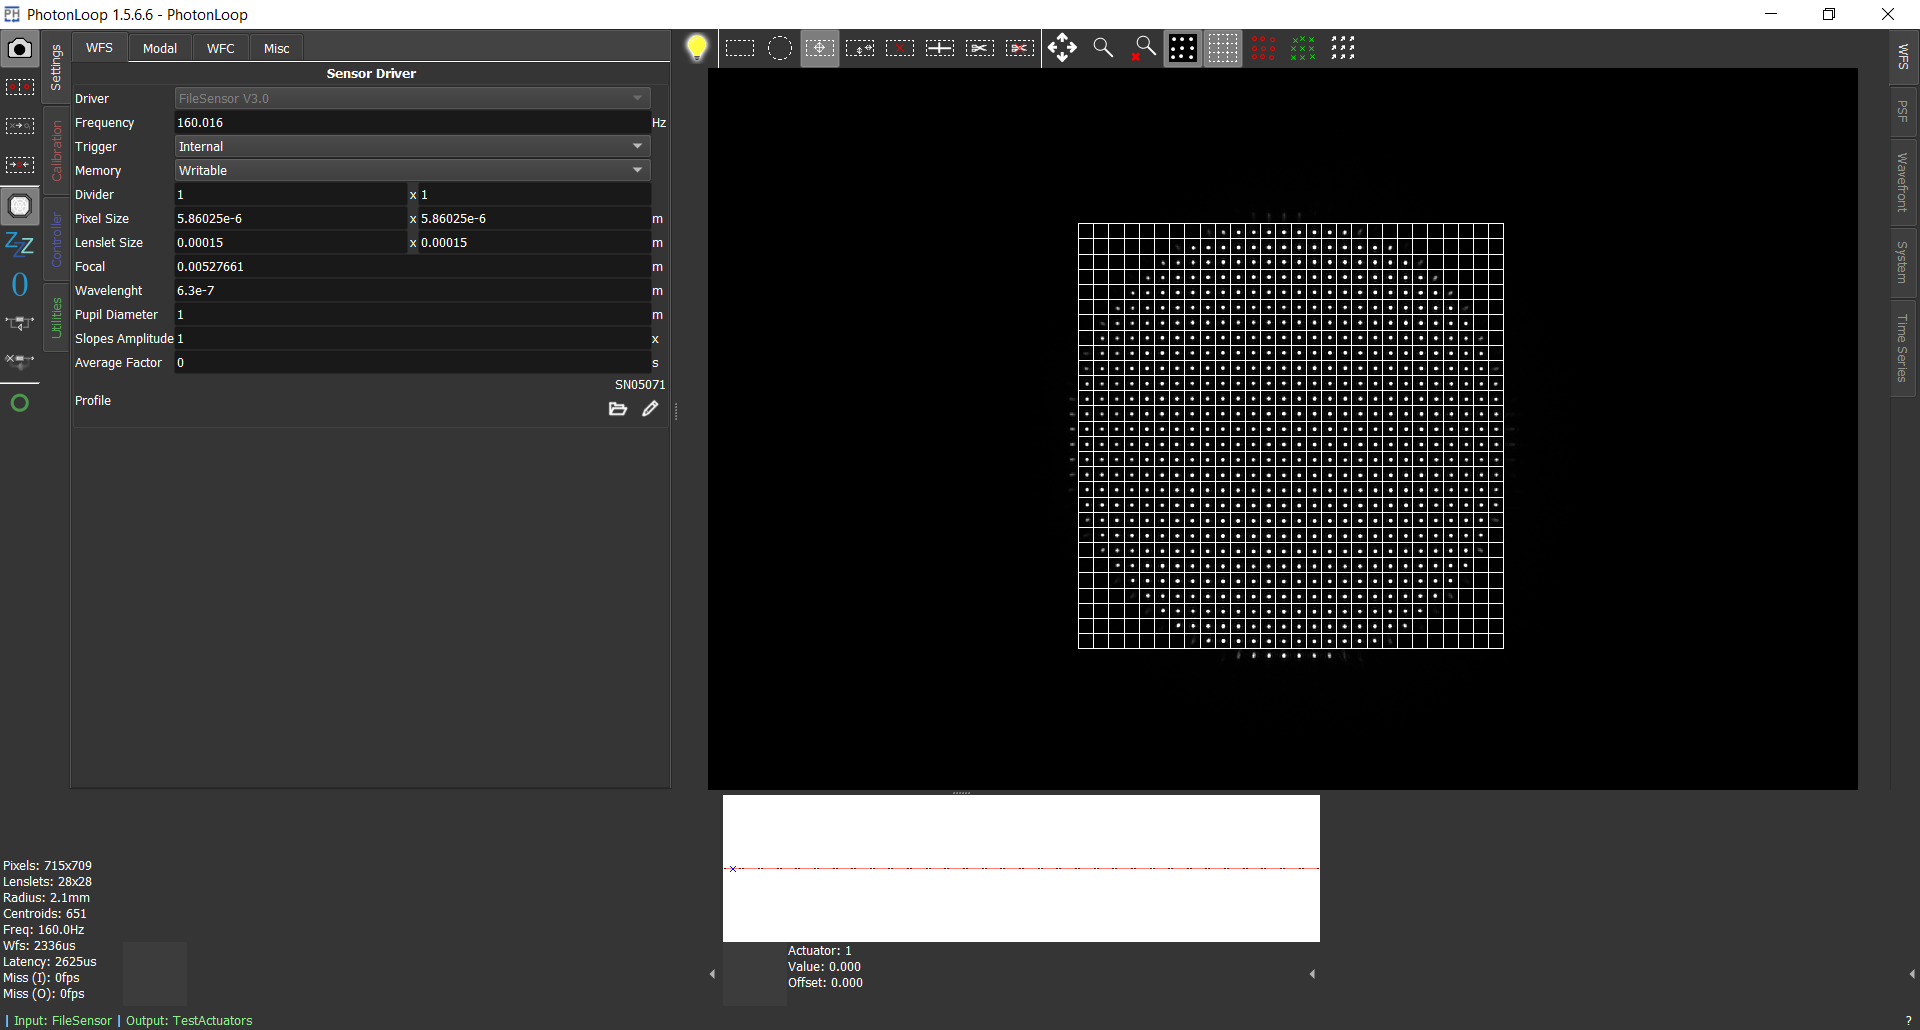 PhotonLoop 1.5.6.6 - PhotonLoop
WFS
Modal
WFC
Misc
Settings
Calibration
Controller
Utilities
Sensor Driver
Driver FileSensor V3.0
Frequency 160.016 Hz
Trigger Internal
Memory Writable
Divider 1 x 1
Pixel Size 5.86025e-6 x 5.86025e-6 m
Lenslet Size 0.00015 x 0.00015 m
Focal 0.00527661 m
Wavelenght 6.3e-7 m
Pupil Diameter 1 m
Slopes Amplitude 1 x
Average Factor 0 s
SN05071
Profile
WFS
PSF
Wavefront
System
Time Series
Pixels: 715x709
Lenslets: 28x28
Radius: 2.1mm
Centroids: 651
Freq: 160.0Hz
Wfs: 2336us
Latency: 2625us
Miss (I): 0fps
Miss (O): 0fps
Actuator: 1
Value: 0.000
Offset: 0.000
| Input: FileSensor | Output: TestActuators
?